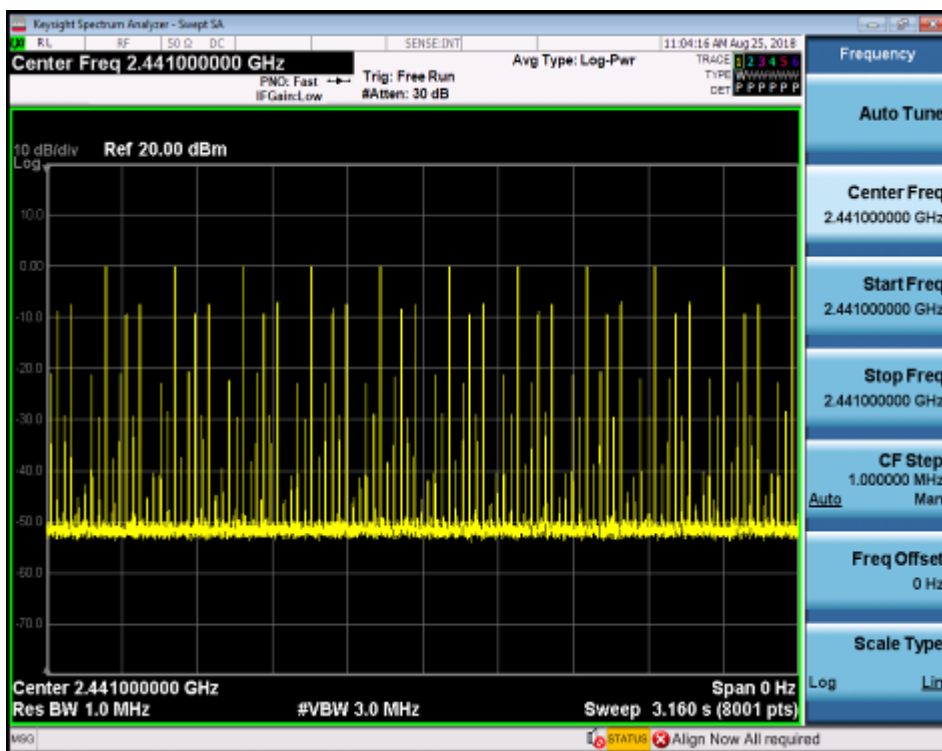 Keysight Spectrum Analyzer - Swept SA
RL RF 50 Ω DC SENSE:INT 11:04:16 AM Aug 25, 2018
Center Freq 2.441000000 GHz
PNO: Fast
IFGain:Low
Trig: Free Run
#Atten: 30 dB
Avg Type: Log-Pwr
TRACE 1 2 3 4 5 6
TYPE WWWWWW
DET P P P P P P
10 dB/div Ref 20.00 dBm
Log
10.0
0.00
-10.0
-20.0
-30.0
-40.0
-50.0
-60.0
-70.0
Center 2.441000000 GHz Span 0 Hz
Res BW 1.0 MHz #VBW 3.0 MHz Sweep 3.160 s (8001 pts)
MSG STATUS Align Now All required
Frequency
Auto Tune
Center Freq
2.441000000 GHz
Start Freq
2.441000000 GHz
Stop Freq
2.441000000 GHz
CF Step
1.000000 MHz
Auto Man
Freq Offset
0 Hz
Scale Type
Log Lin